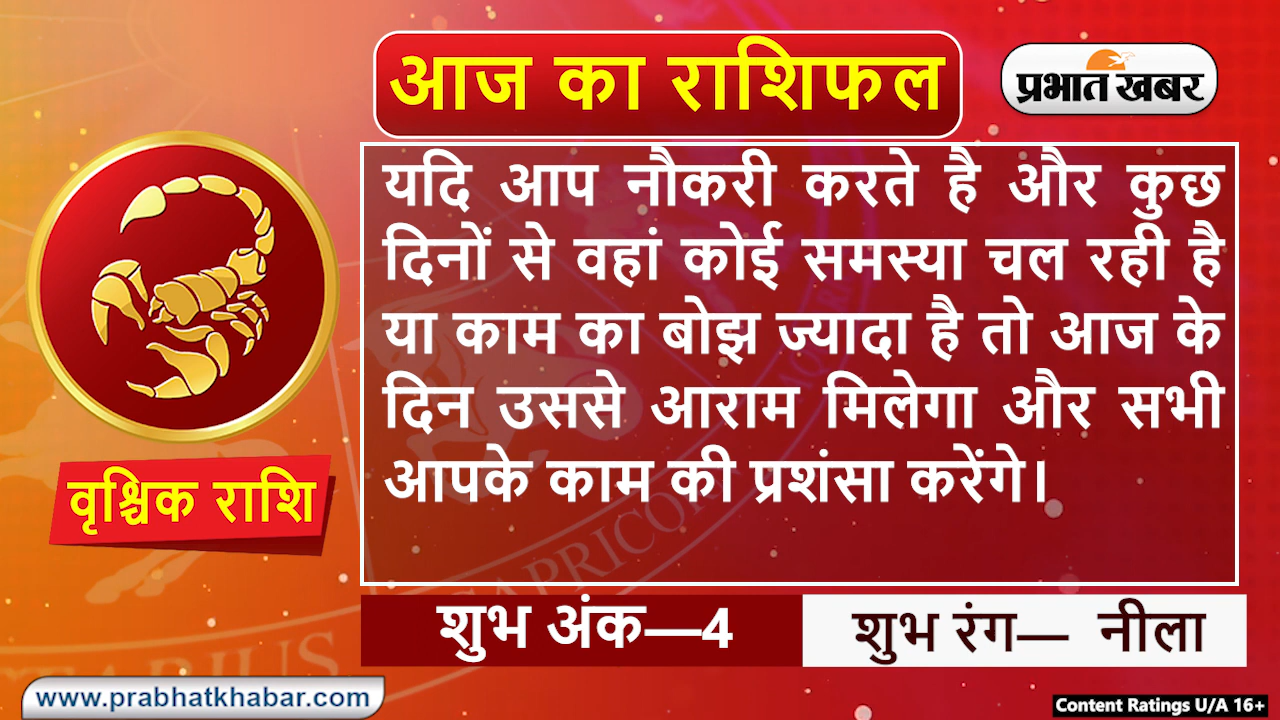 आज का राशिफल
प्रभात खबर
यदि आप नौकरी करते है और कुछ
दिनों से वहां कोई समस्या चल रही है
या काम का बोझ ज्यादा है तो आज के
दिन उससे आराम मिलेगा और सभी
आपके काम की प्रशंसा करेंगे।
वृश्चिक राशि
CAPRICORN
शुभ अंक—4
शुभ रंग— नीला
www.prabhatkhabar.com
Content Ratings U/A 16+